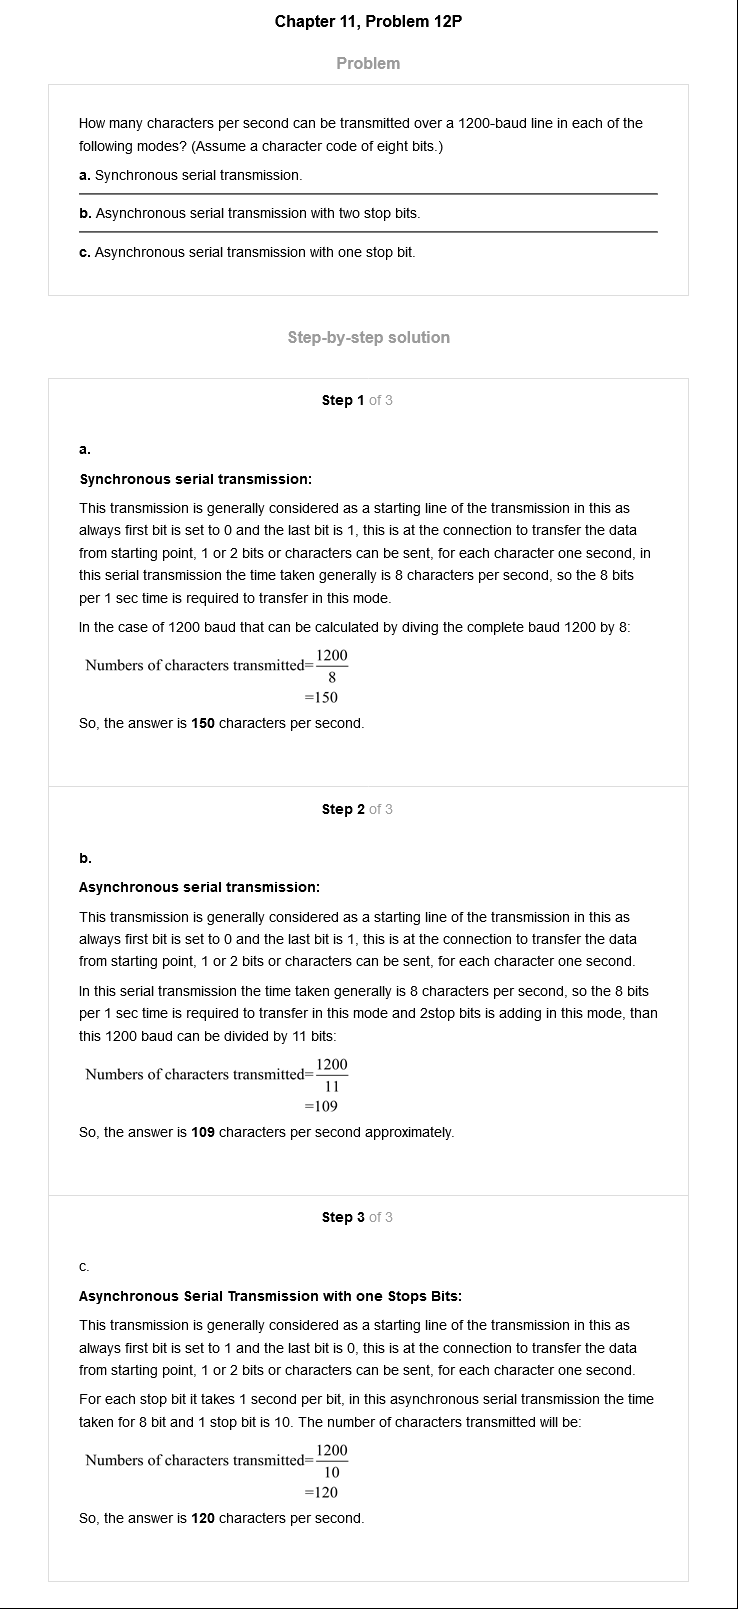 Chapter 11, Problem 12P
Problem
How many characters per second can be transmitted over a 1200-baud line in each of the
following modes? (Assume a character code of eight bits.)
a. Synchronous serial transmission.
b. Asynchronous serial transmission with two stop bits.
c. Asynchronous serial transmission with one stop bit.
Step-by-step solution
Step 1 of 3
a.
Synchronous serial transmission:
This transmission is generally considered as a starting line of the transmission in this as
always first bit is set to 0 and the last bit is 1, this is at the connection to transfer the data
from starting point, 1 or 2 bits or characters can be sent, for each character one second, in
this serial transmission the time taken generally is 8 characters per second, so the 8 bits
per 1 sec time is required to transfer in this mode.
In the case of 1200 baud that can be calculated by diving the complete baud 1200 by 8:
Numbers of characters transmitted=1200/8
=150
So, the answer is 150 characters per second.
Step 2 of 3
b.
Asynchronous serial transmission:
This transmission is generally considered as a starting line of the transmission in this as
always first bit is set to 0 and the last bit is 1, this is at the connection to transfer the data
from starting point, 1 or 2 bits or characters can be sent, for each character one second.
In this serial transmission the time taken generally is 8 characters per second, so the 8 bits
per 1 sec time is required to transfer in this mode and 2stop bits is adding in this mode, than
this 1200 baud can be divided by 11 bits:
Numbers of characters transmitted=1200/11
=109
So, the answer is 109 characters per second approximately.
Step 3 of 3
c.
Asynchronous Serial Transmission with one Stops Bits:
This transmission is generally considered as a starting line of the transmission in this as
always first bit is set to 1 and the last bit is 0, this is at the connection to transfer the data
from starting point, 1 or 2 bits or characters can be sent, for each character one second.
For each stop bit it takes 1 second per bit, in this asynchronous serial transmission the time
taken for 8 bit and 1 stop bit is 10. The number of characters transmitted will be:
Numbers of characters transmitted=1200/10
=120
So, the answer is 120 characters per second.